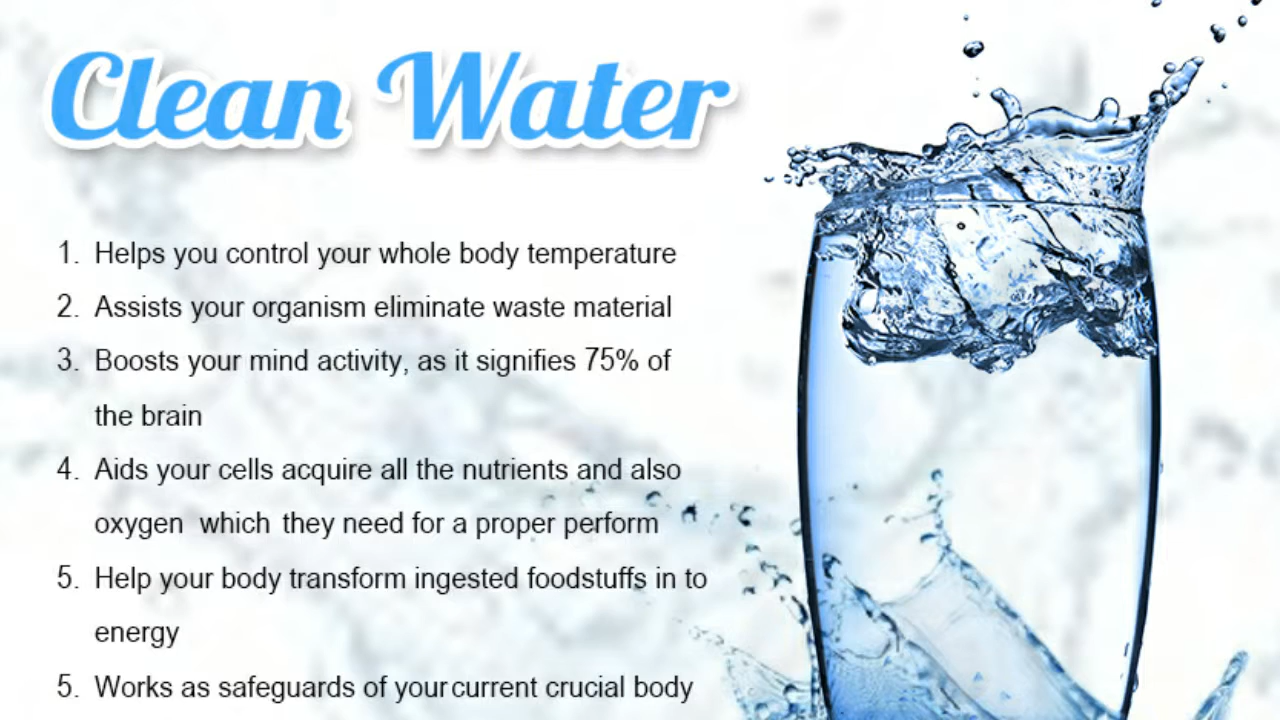 Clean Water
1. Helps you control your whole body temperature
2. Assists your organism eliminate waste material
3. Boosts your mind activity, as it signifies 75% of
the brain
4. Aids your cells acquire all the nutrients and also
oxygen which they need for a proper perform
5. Help your body transform ingested foodstuffs in to
energy
5. Works as safeguards of your current crucial body